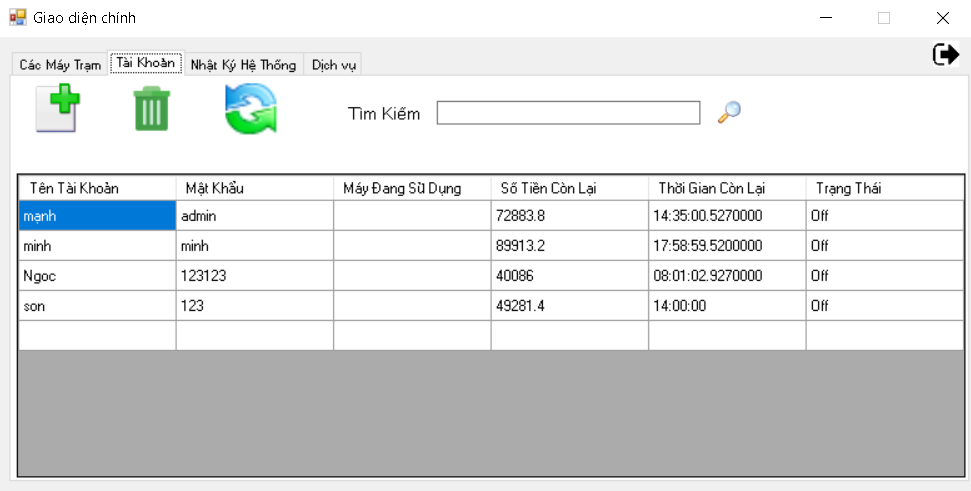 Giao diện chính
Các Máy Trạm Tài Khoản Nhật Ký Hệ Thống Dịch vụ
Tìm Kiếm
Tên Tài Khoản Mật Khẩu Máy Đang Sử Dụng Số Tiền Còn Lại Thời Gian Còn Lại Trạng Thái
mạnh admin 72883.8 14:35:00.5270000 Off
minh minh 89913.2 17:58:59.5200000 Off
Ngoc 123123 40086 08:01:02.9270000 Off
son 123 49281.4 14:00:00 Off